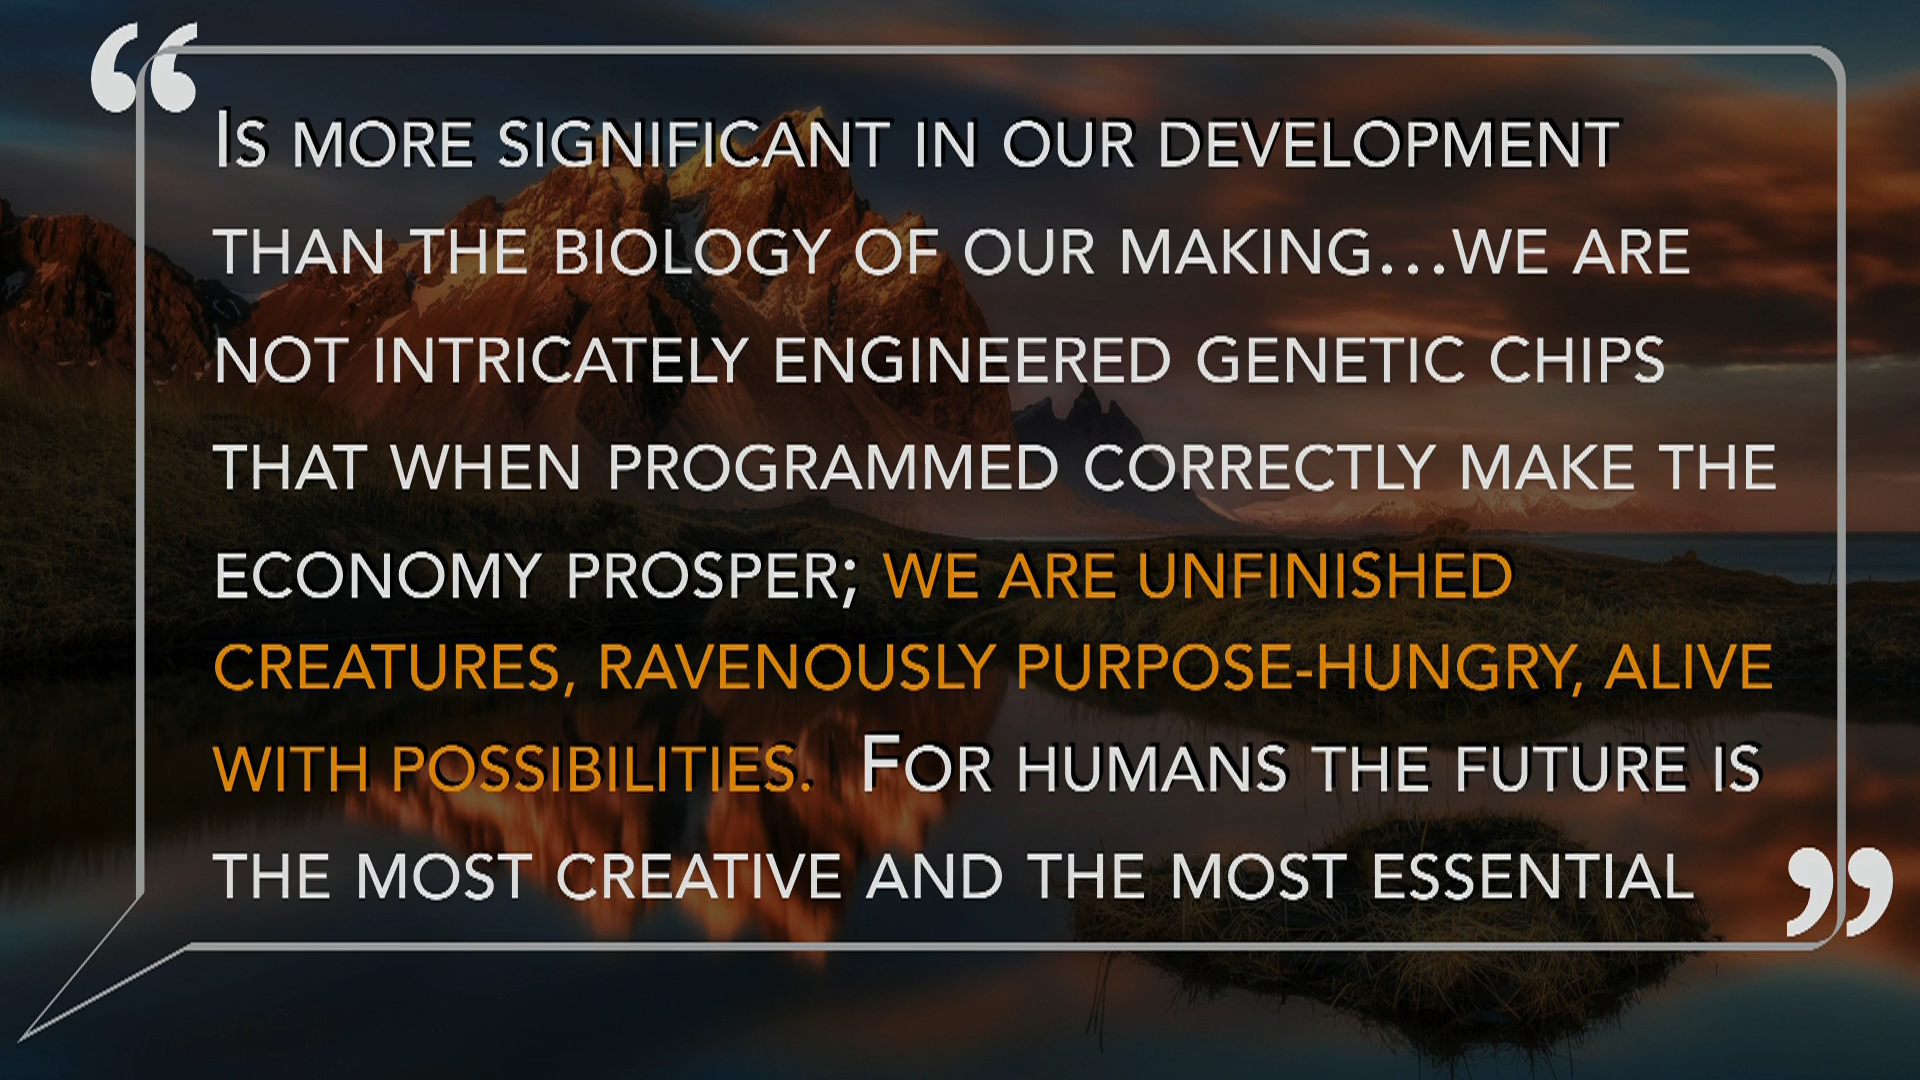 “
Is more significant in our development
than the biology of our making...we are
not intricately engineered genetic chips
that when programmed correctly make the
economy prosper; we are unfinished
creatures, ravenously purpose-hungry, alive
with possibilities. For humans the future is
the most creative and the most essential
”